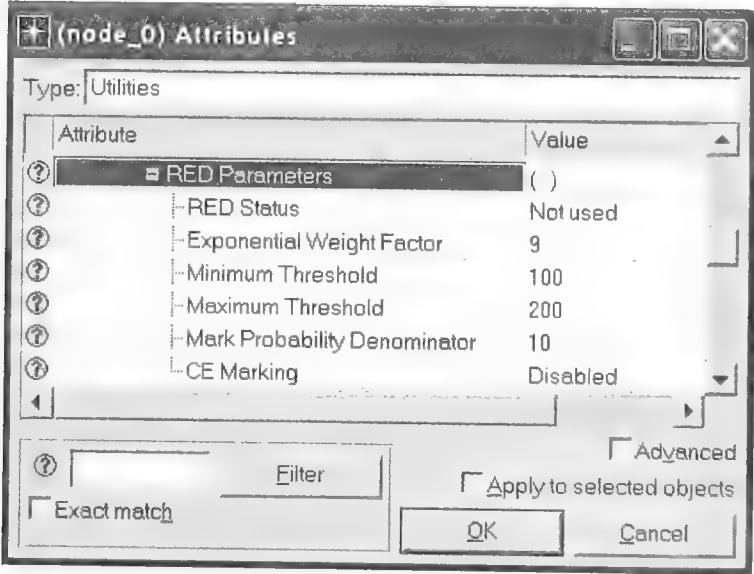 (node_0) Attributes
Type: Utilities
Attribute Value
RED Parameters ( )
RED Status Not used
Exponential Weight Factor 9
Minimum Threshold 100
Maximum Threshold 200
Mark Probability Denominator 10
CE Marking Disabled
Advanced
Filter
Apply to selected objects
Exact match
OK Cancel